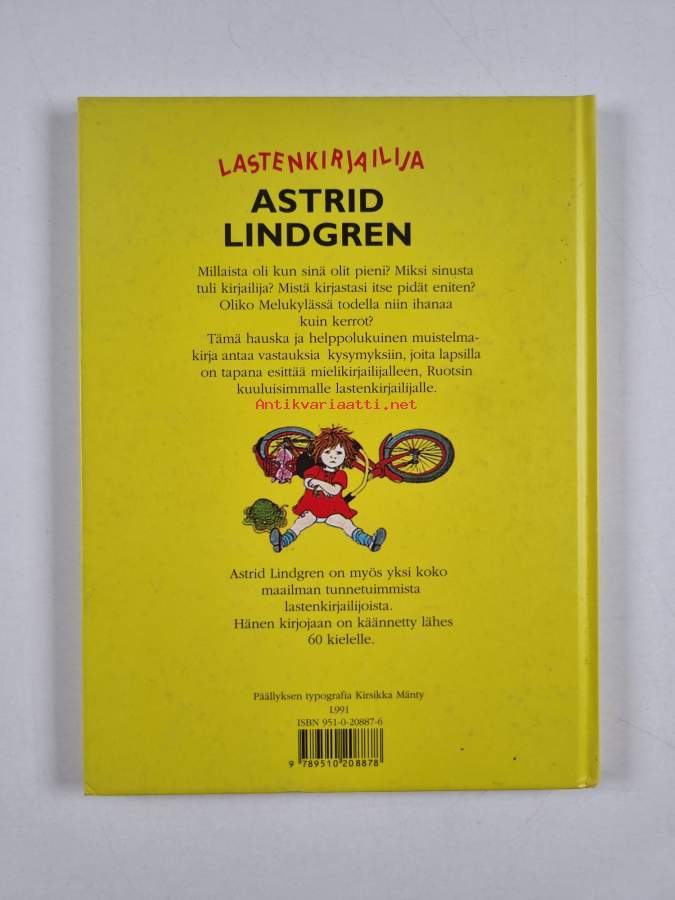 LASTENKIRJAILIJA
ASTRID
LINDGREN
Millaista oli kun sinä olit pieni? Miksi sinusta
tuli kirjailija? Mistä kirjastasi itse pidät eniten?
Oliko Melukylässä todella niin ihanaa
kuin kerrot?
Tämä hauska ja helppolukuinen muistelma-
kirja antaa vastauksia kysymyksiin, joita lapsilla
on tapana esittää mielikirjailijalleen, Ruotsin
kuuluisimmalle lastenkirjailijalle.
Antikvariaatti.net
Astrid Lindgren on myös yksi koko
maailman tunnetuimmista
lastenkirjailijoista.
Hänen kirjojaan on käännetty lähes
60 kielelle.
Päällyksen typografia Kirsikka Mänty
L991
ISBN 951-0-20887-6
9 789510 208878